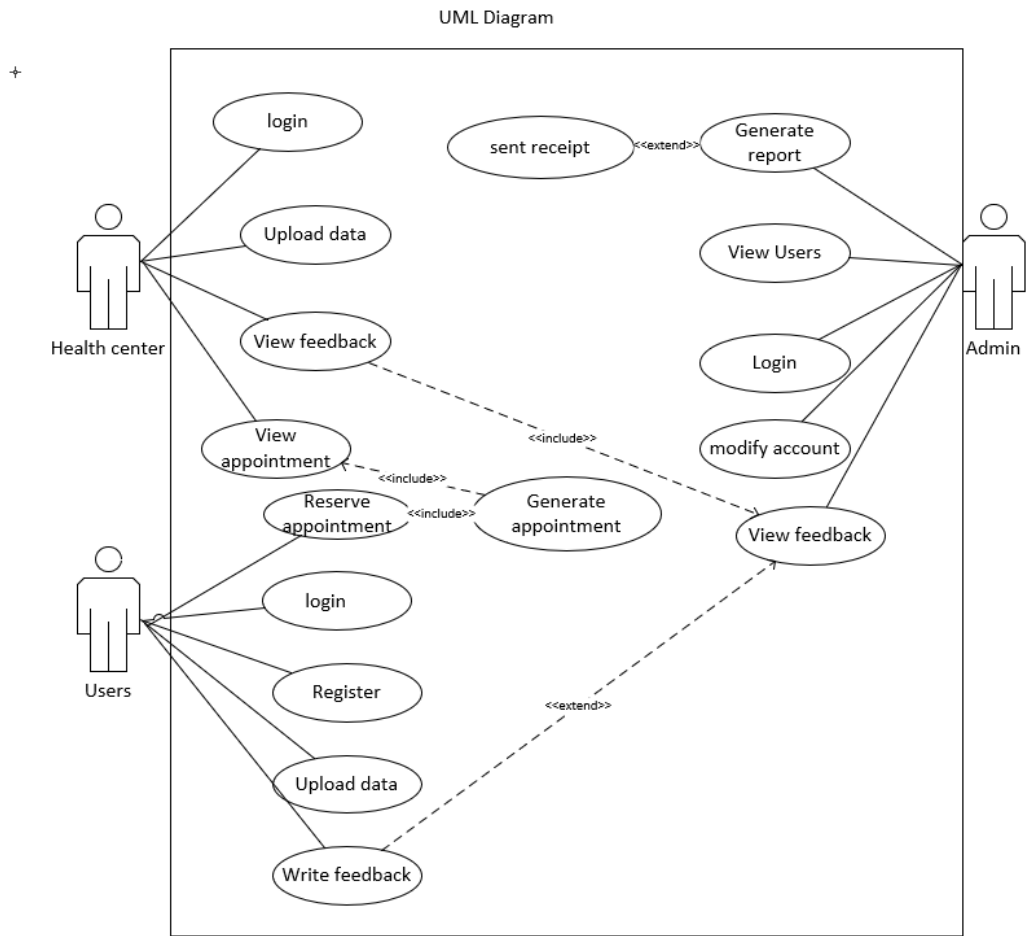 UML Diagram
login
sent receipt
<<extend>>
Generate
report
Upload data
View Users
Health center
View feedback
Login
Admin
<<include>>
View
appointment
modify account
<<include>>
Reserve
appointment
<<include>>
Generate
appointment
View feedback
login
Users
Register
<<extend>>
Upload data
Write feedback